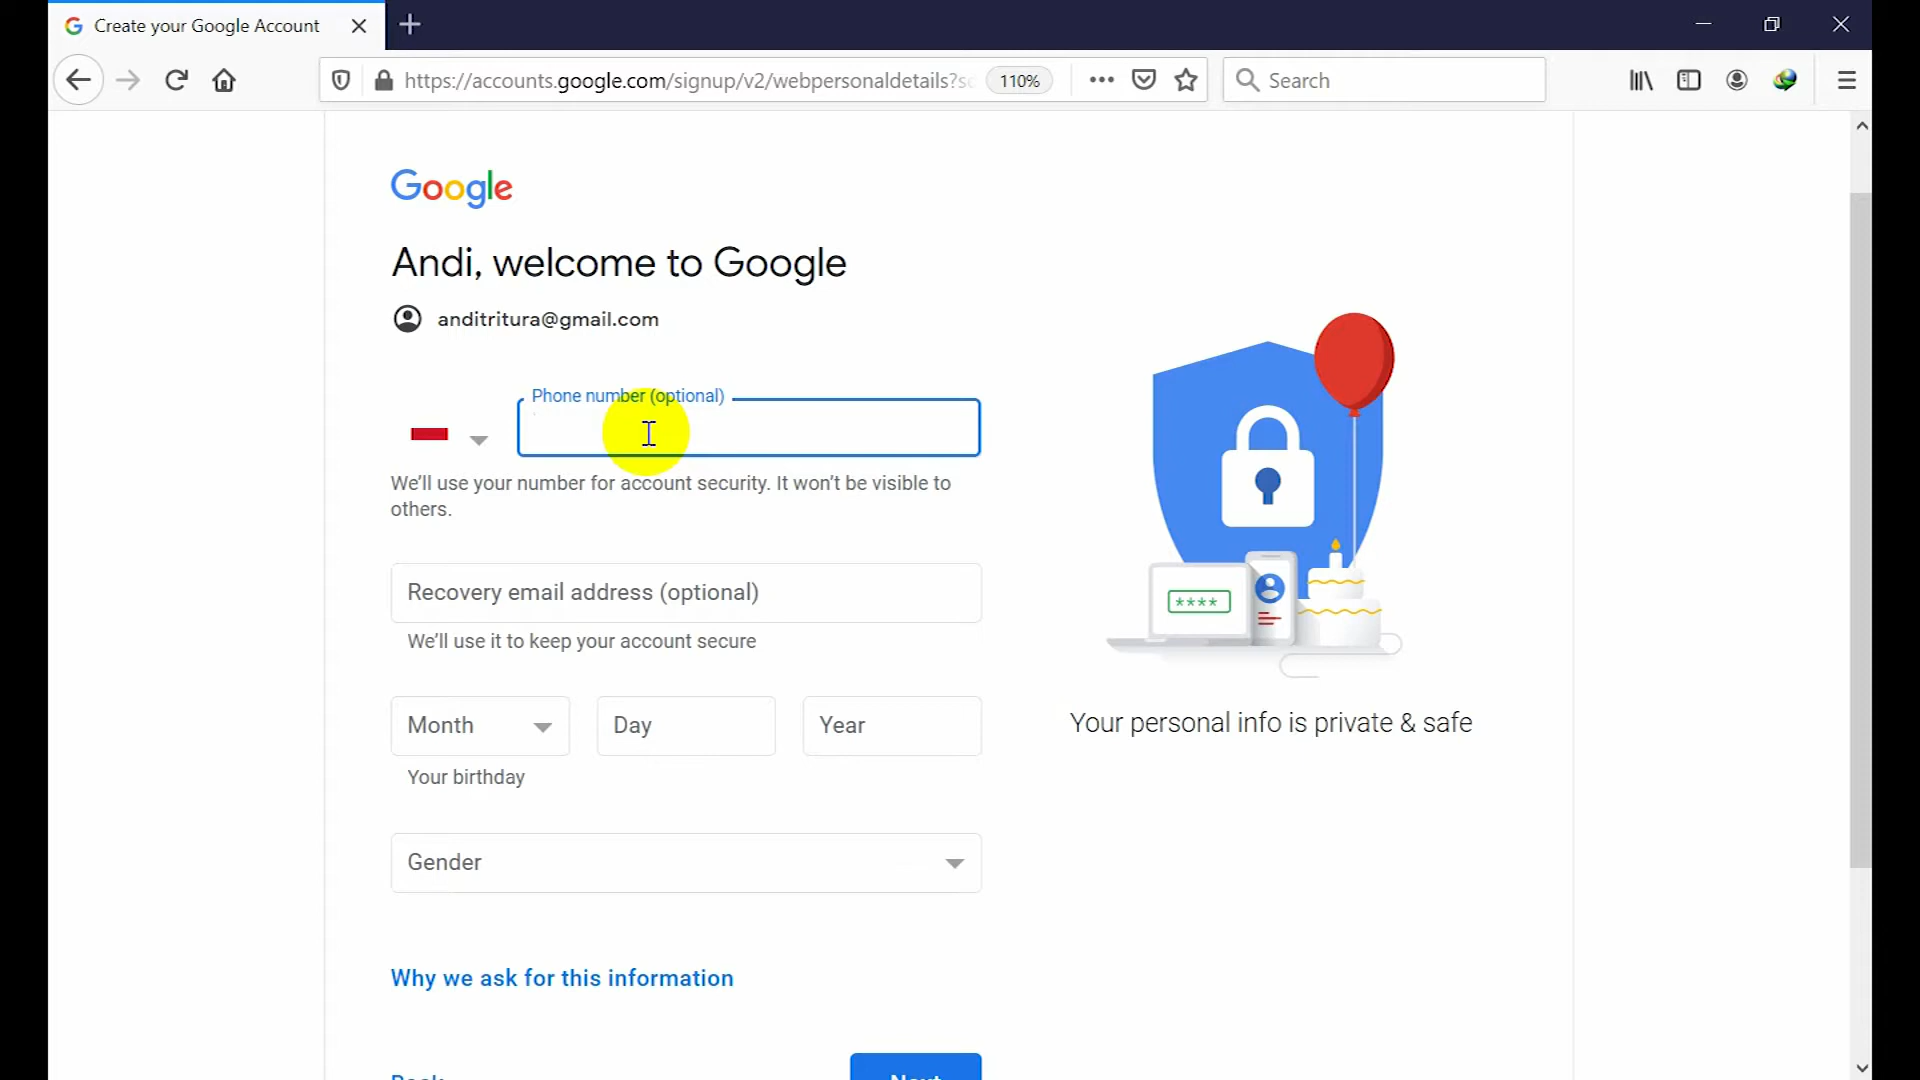 Create your Google Account
https://accounts.google.com/signup/v2/webpersonaldetails?
110%
Search
Google
Andi, welcome to Google
anditritura@gmail.com
Phone number (optional)
We'll use your number for account security. It won't be visible to
others.
Recovery email address (optional)
We'll use it to keep your account secure
****
Month
Day
Year
Your personal info is private & safe
Your birthday
Gender
Why we ask for this information
Back
Next